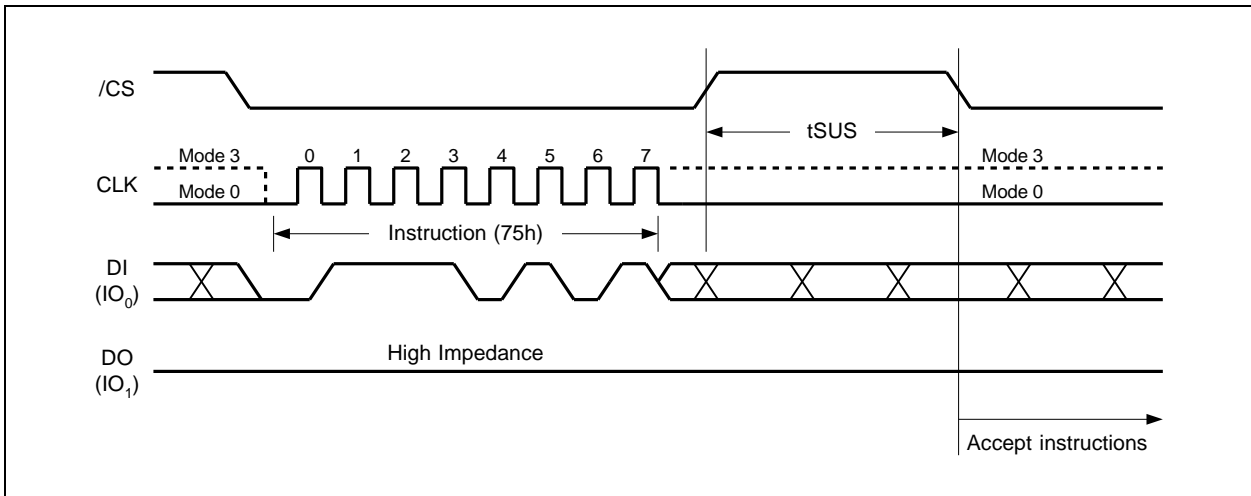 /CS
tSUS
Mode 3 0 1 2 3 4 5 6 7 Mode 3
CLK
Mode 0 Mode 0
Instruction (75h)
DI
(IO0)
High Impedance
DO
(IO1)
Accept instructions